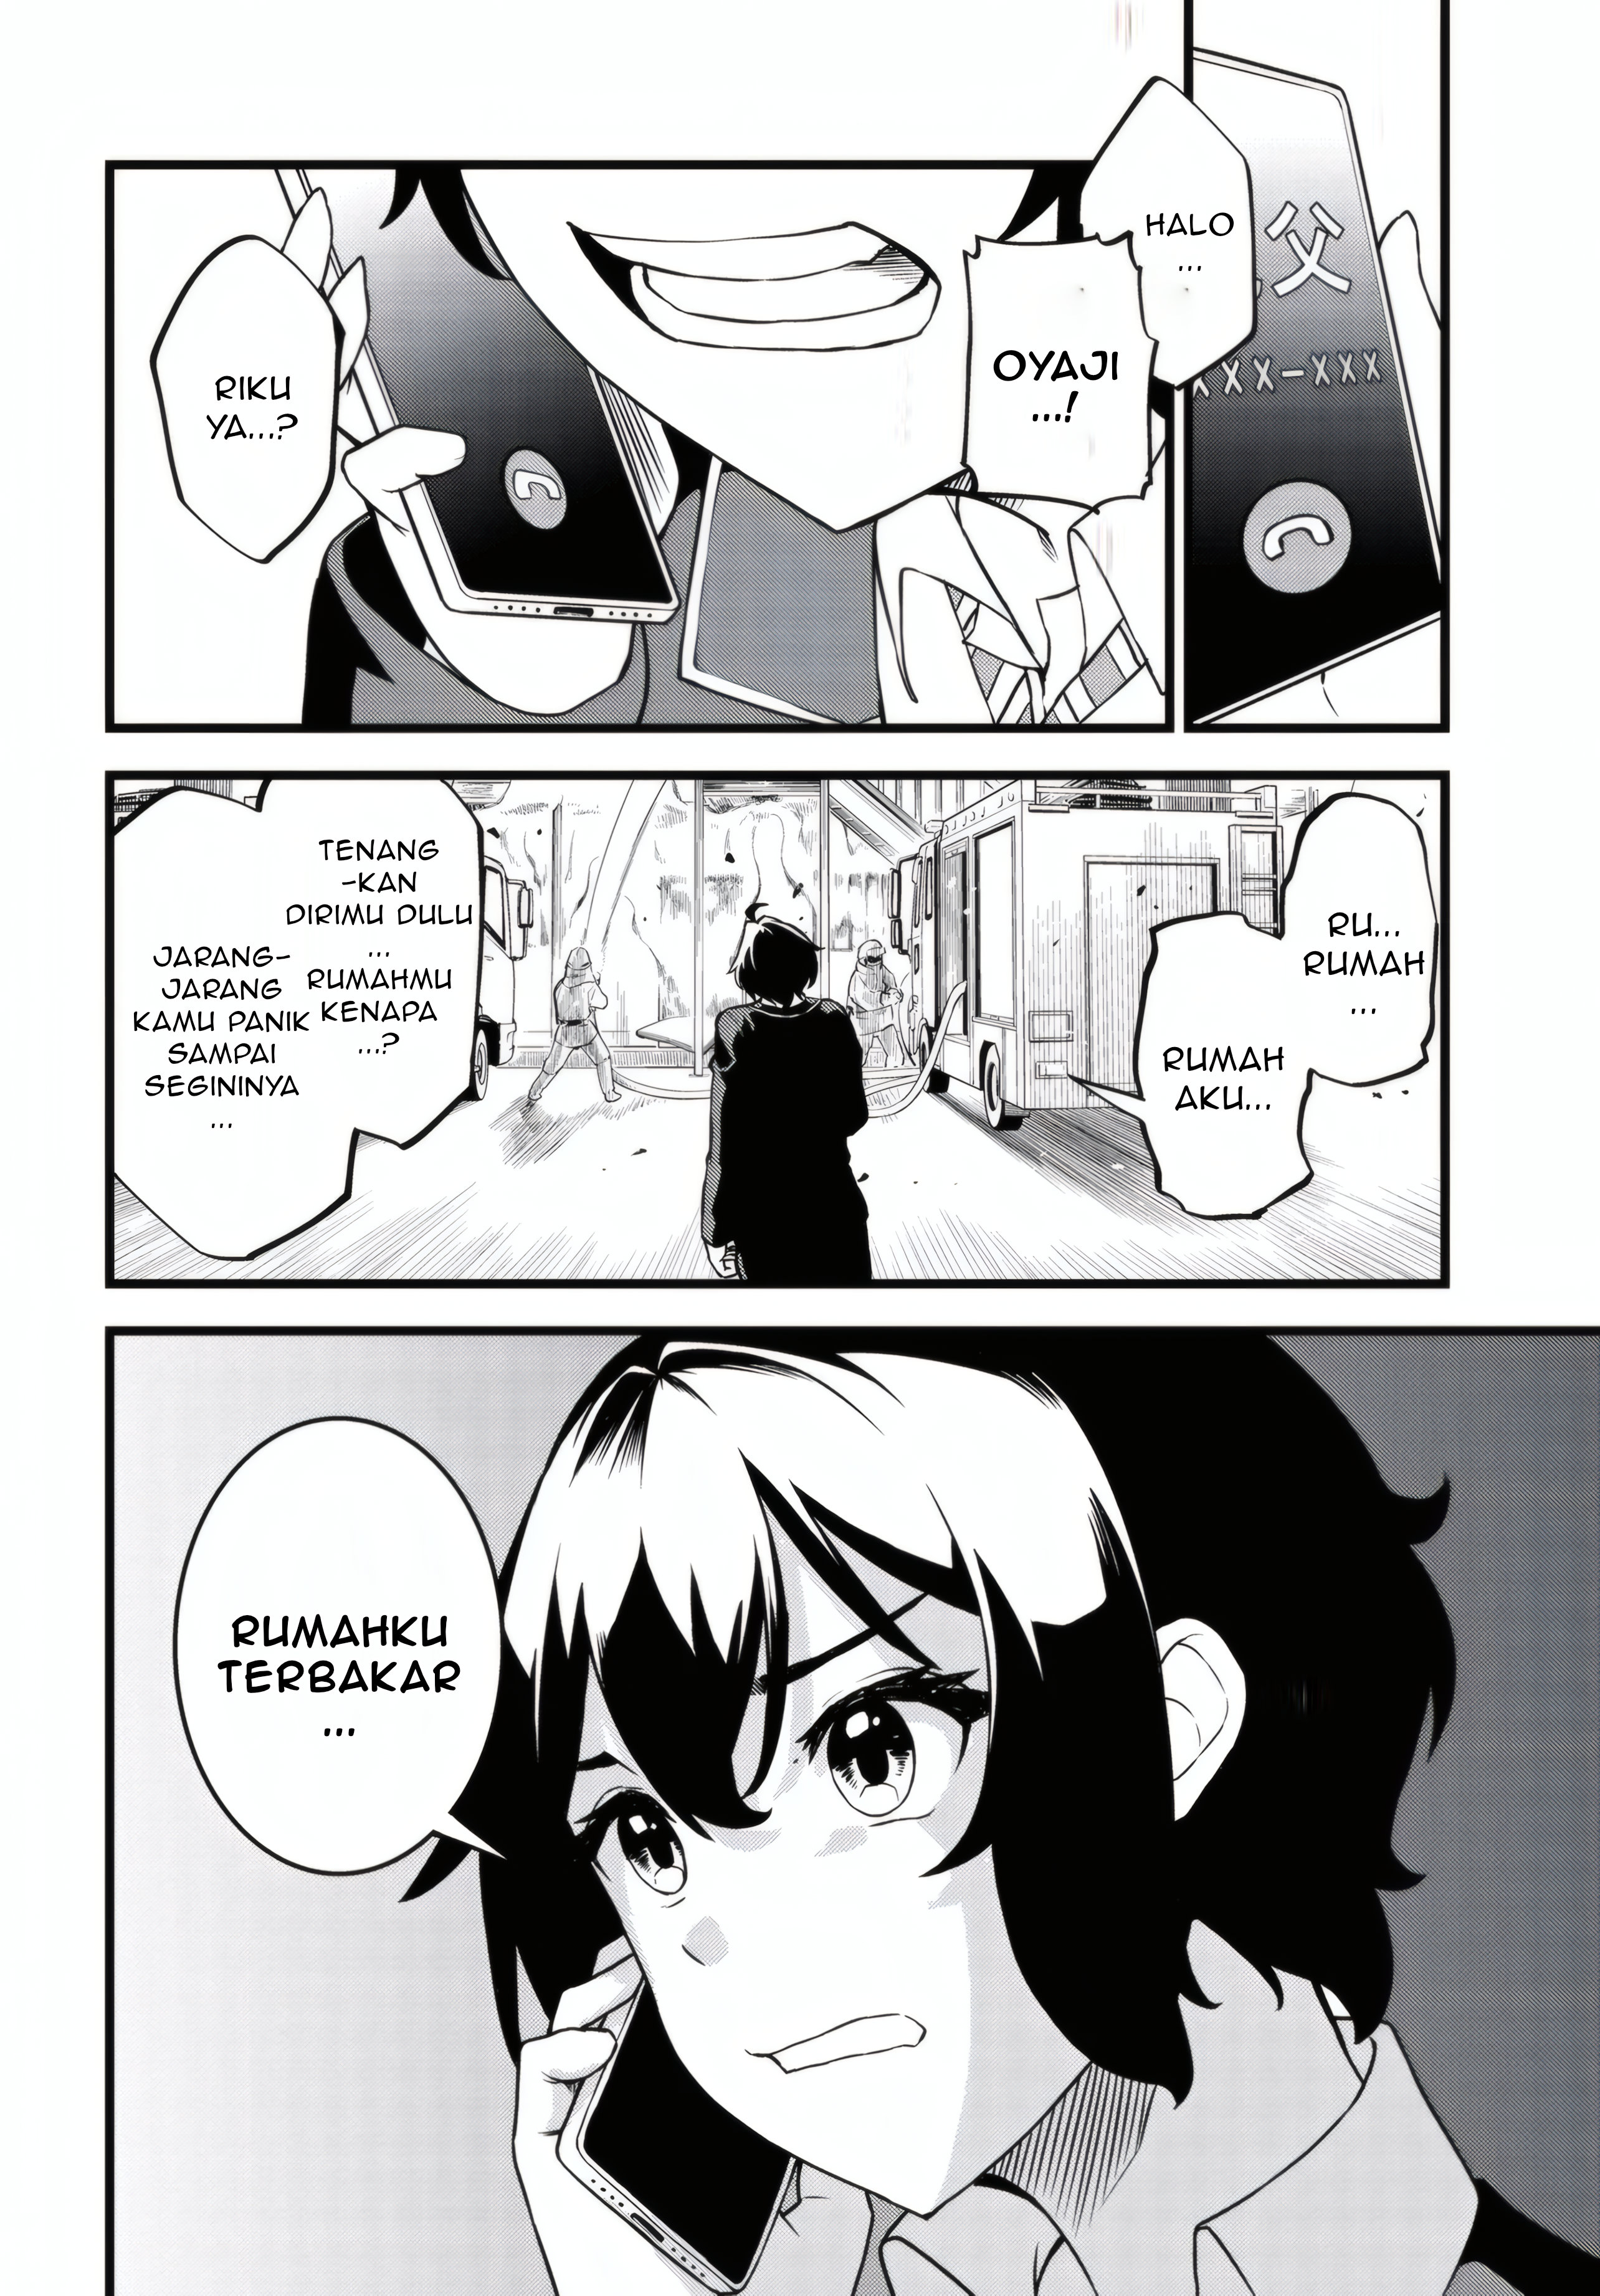 父
XXX-XXX
HALO
...
OYAJI
...!
RIKU
YA...?
RU...
RUMAH
...
RUMAH
AKU...
TENANG
-KAN
DIRIMU DULU
...
RUMAHMU
KENAPA
...?
JARANG-
JARANG
KAMU PANIK
SAMPAI
SEGININYA
...
RUMAHKU
TERBAKAR
...